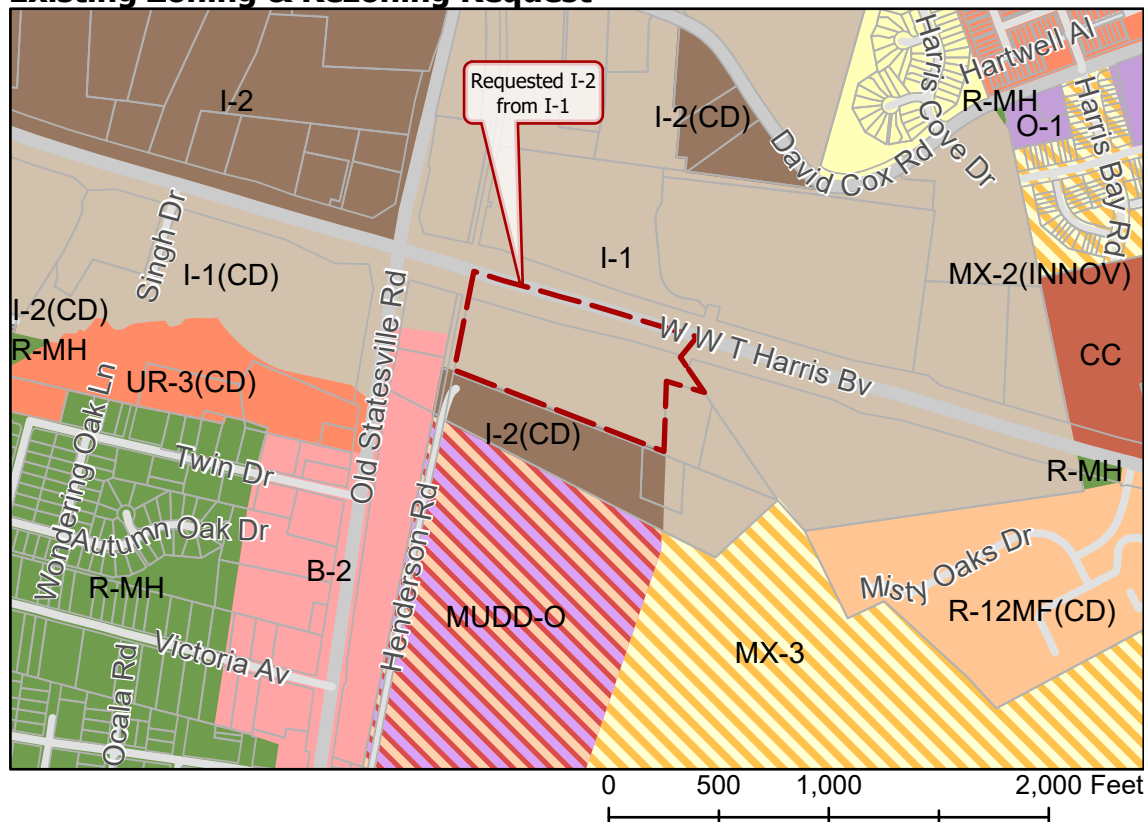 Existing Zoning & Rezoning Request
I-2
Requested I-2
from I-1
I-2(CD)
David Cox Rd
Harris Cove Dr
Hartwell Al
R-MH
O-1
Harris Bay Rd
Singh Dr
I-1(CD)
I-1
MX-2(INNOV)
I-2(CD)
R-MH
UR-3(CD)
Old Statesville Rd
W W T Harris Bv
CC
Wondering Oak Ln
Twin Dr
I-2(CD)
R-MH
Autumn Oak Dr
Henderson Rd
R-MH
B-2
MUDD-O
Misty Oaks Dr
R-12MF(CD)
Victoria Av
MX-3
Ocala Rd
0 500 1,000 2,000 Feet